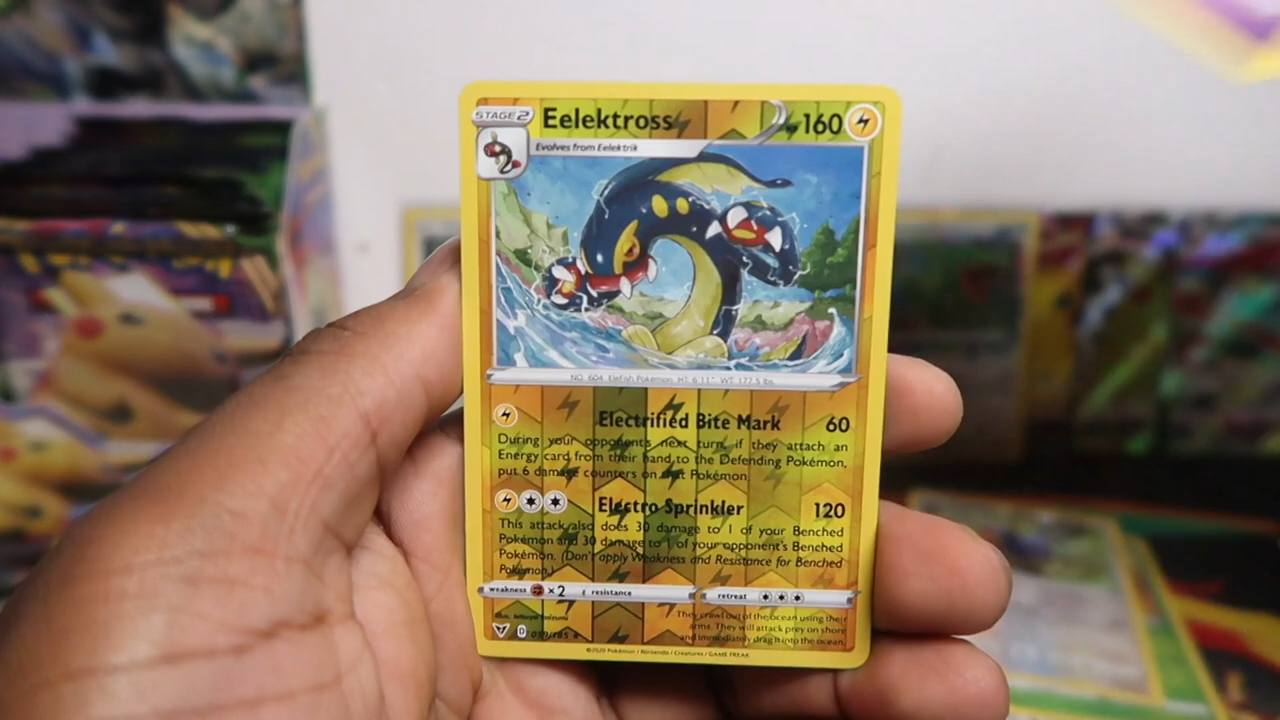 STAGE 2 Eelektross 160
Evolves from Eelektrik
NO. 604 EleFish Pokémon HT: 6'11" WT: 177.5 lbs.
Electrified Bite Mark 60
During your opponent's next turn, if they attach an
Energy card from their hand to the Defending Pokémon,
put 6 damage counters on that Pokémon.
Electro Sprinkler 120
This attack also does 30 damage to 1 of your Benched
Pokémon and 30 damage to 1 of your opponent's Benched
Pokémon. (Don't apply Weakness and Resistance for Benched
Pokémon.)
weakness ×2 resistance retreat
They crawl out of the ocean using their
arms. They will attack prey on shore
and immediately drag it into the ocean.
D /185
©2020 Pokémon / Nintendo / Creatures / GAME FREAK